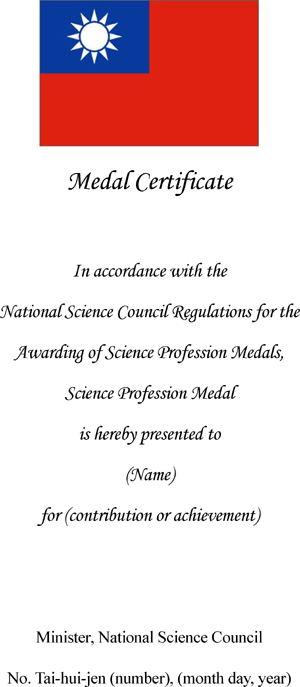 Medal Certificate
In accordance with the
National Science Council Regulations for the
Awarding of Science Profession Medals,
Science Profession Medal
is hereby presented to
(Name)
for (contribution or achievement)
Minister, National Science Council
No. Tai-hui-jen (number), (month day, year)